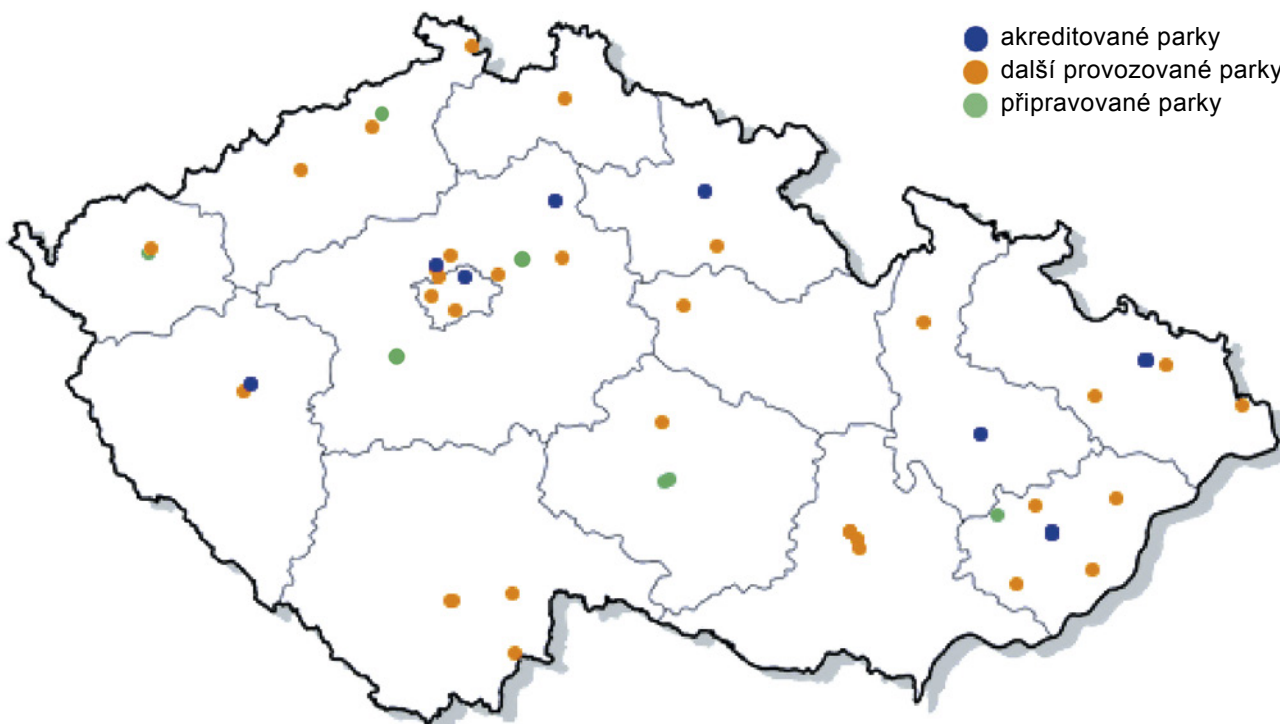 akreditované parky
další provozované parky
připravované parky